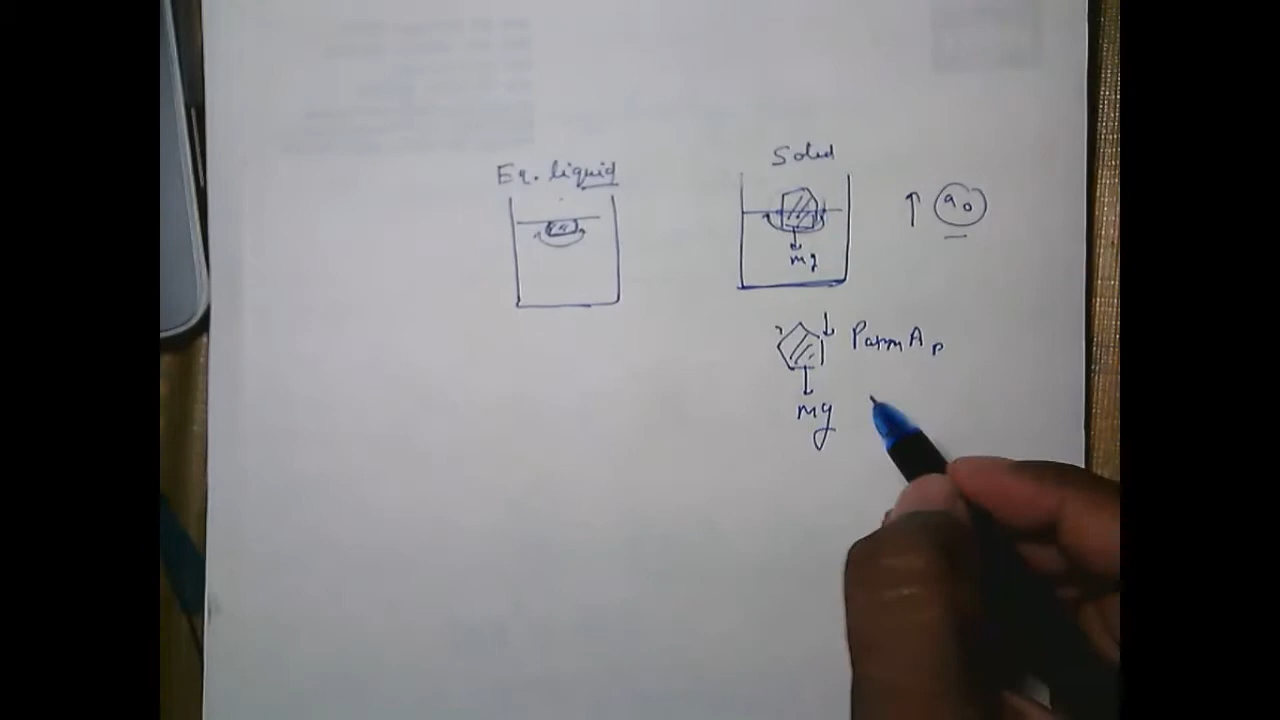 Eq. liquid
Solid
a₀
mg
Patm Ap
mg